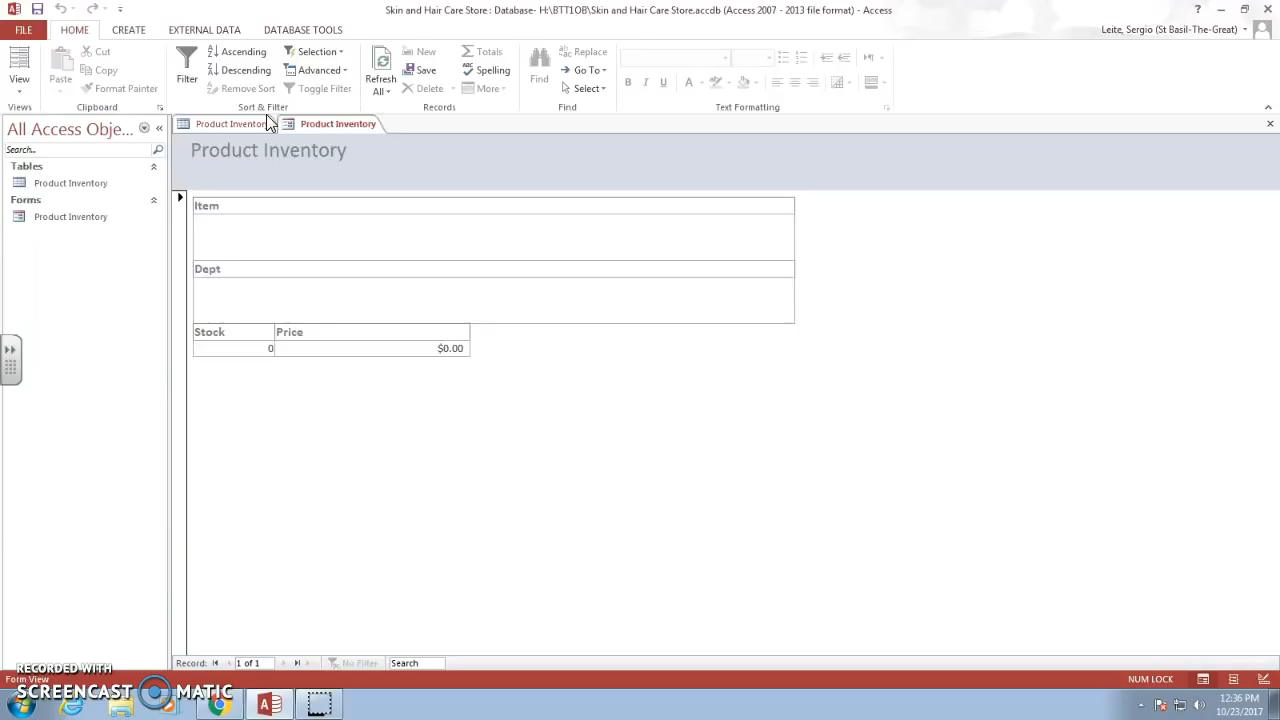 Skin and Hair Care Store : Database- H:\BTT1OB\Skin and Hair Care Store.accdb (Access 2007 - 2013 file format) - Access
FILE HOME CREATE EXTERNAL DATA DATABASE TOOLS Leite, Sergio (St Basil-The-Great)
View
Paste
Cut
Copy
Painter
Filter
Ascending
Descending
Remove Sort
Selection
Advanced
Toggle Filter
Refresh
All
New
Save
Delete
Totals
Spelling
More
Find
Replace
Go To
Select
B I U A
Views Clipboard Sort & Filter Records Find Text Formatting
All Access Obje...
Search..
Tables
Product Inventory
Forms
Product Inventory
Product Inventory Product Inventory
Product Inventory
Item
Dept
Stock Price
0 $0.00
Record: 1 of 1 No Filter Search
RECORDED WITH
SCREENCAST MATIC
Form View NUM LOCK
12:36 PM
10/23/2017